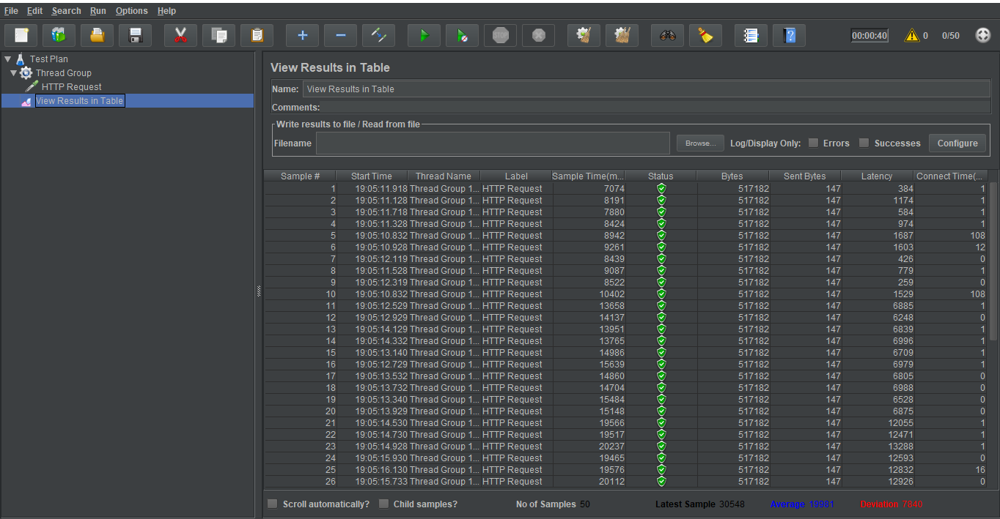 File Edit Search Run Options Help
STOP 00:00:40 0 0/50
Test Plan
Thread Group
HTTP Request
View Results in Table
View Results in Table
Name: View Results in Table
Comments:
Write results to file / Read from file
Filename Browse... Log/Display Only: Errors Successes Configure
Sample # Start Time Thread Name Label Sample Time(m... Status Bytes Sent Bytes Latency Connect Time(...
1 19:05:11.918 Thread Group 1... HTTP Request 7074 517182 147 384 1
2 19:05:11.128 Thread Group 1... HTTP Request 8191 517182 147 1174 1
3 19:05:11.718 Thread Group 1... HTTP Request 7880 517182 147 584 1
4 19:05:11.328 Thread Group 1... HTTP Request 8424 517182 147 974 1
5 19:05:10.832 Thread Group 1... HTTP Request 8942 517182 147 1687 108
6 19:05:10.928 Thread Group 1... HTTP Request 9261 517182 147 1603 12
7 19:05:12.119 Thread Group 1... HTTP Request 8439 517182 147 426 0
8 19:05:11.528 Thread Group 1... HTTP Request 9087 517182 147 779 1
9 19:05:12.319 Thread Group 1... HTTP Request 8522 517182 147 259 0
10 19:05:10.832 Thread Group 1... HTTP Request 10402 517182 147 1529 108
11 19:05:12.529 Thread Group 1... HTTP Request 13658 517182 147 6885 1
12 19:05:12.929 Thread Group 1... HTTP Request 14137 517182 147 6248 0
13 19:05:14.129 Thread Group 1... HTTP Request 13951 517182 147 6839 1
14 19:05:14.332 Thread Group 1... HTTP Request 13765 517182 147 6996 1
15 19:05:13.140 Thread Group 1... HTTP Request 14986 517182 147 6709 1
16 19:05:12.729 Thread Group 1... HTTP Request 15639 517182 147 6979 1
17 19:05:13.532 Thread Group 1... HTTP Request 14860 517182 147 6805 0
18 19:05:13.732 Thread Group 1... HTTP Request 14704 517182 147 6988 0
19 19:05:13.340 Thread Group 1... HTTP Request 15484 517182 147 6528 0
20 19:05:13.929 Thread Group 1... HTTP Request 15148 517182 147 6875 0
21 19:05:14.530 Thread Group 1... HTTP Request 19566 517182 147 12055 1
22 19:05:14.730 Thread Group 1... HTTP Request 19517 517182 147 12471 1
23 19:05:14.928 Thread Group 1... HTTP Request 20237 517182 147 13288 1
24 19:05:15.930 Thread Group 1... HTTP Request 19465 517182 147 12593 0
25 19:05:16.130 Thread Group 1... HTTP Request 19576 517182 147 12832 16
26 19:05:15.733 Thread Group 1... HTTP Request 20112 517182 147 12926 0
Scroll automatically? Child samples? No of Samples 50 Latest Sample 30548 Average 19981 Deviation 7840